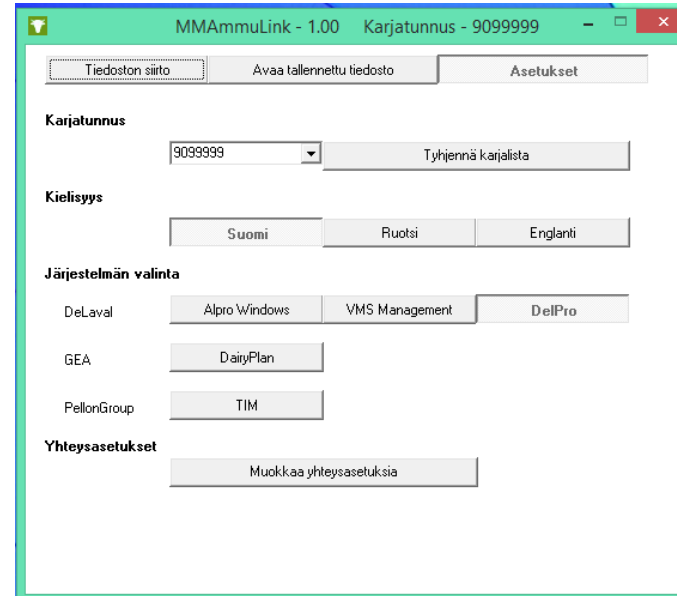 MMAmmuLink - 1.00 Karjatunnus - 9099999
Tiedoston siirto Avaa tallennettu tiedosto Asetukset
Karjatunnus
9099999 Tyhjennä karjalista
Kielisyys
Suomi Ruotsi Englanti
Järjestelmän valinta
DeLaval Alpro Windows VMS Management DelPro
GEA DairyPlan
PellonGroup TIM
Yhteysasetukset
Muokkaa yhteysasetuksia